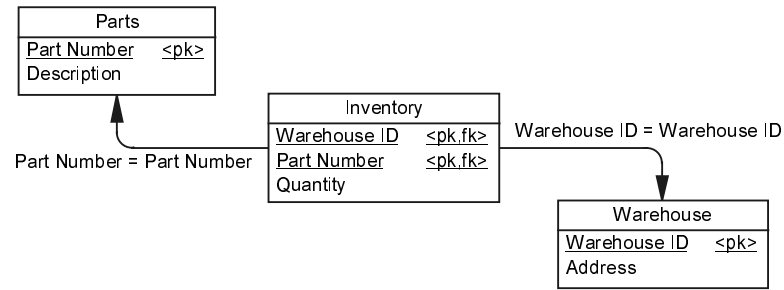 Parts
Part Number <pk>
Description
Part Number = Part Number
Inventory
Warehouse ID <pk,fk>
Part Number <pk,fk>
Quantity
Warehouse ID = Warehouse ID
Warehouse
Warehouse ID <pk>
Address